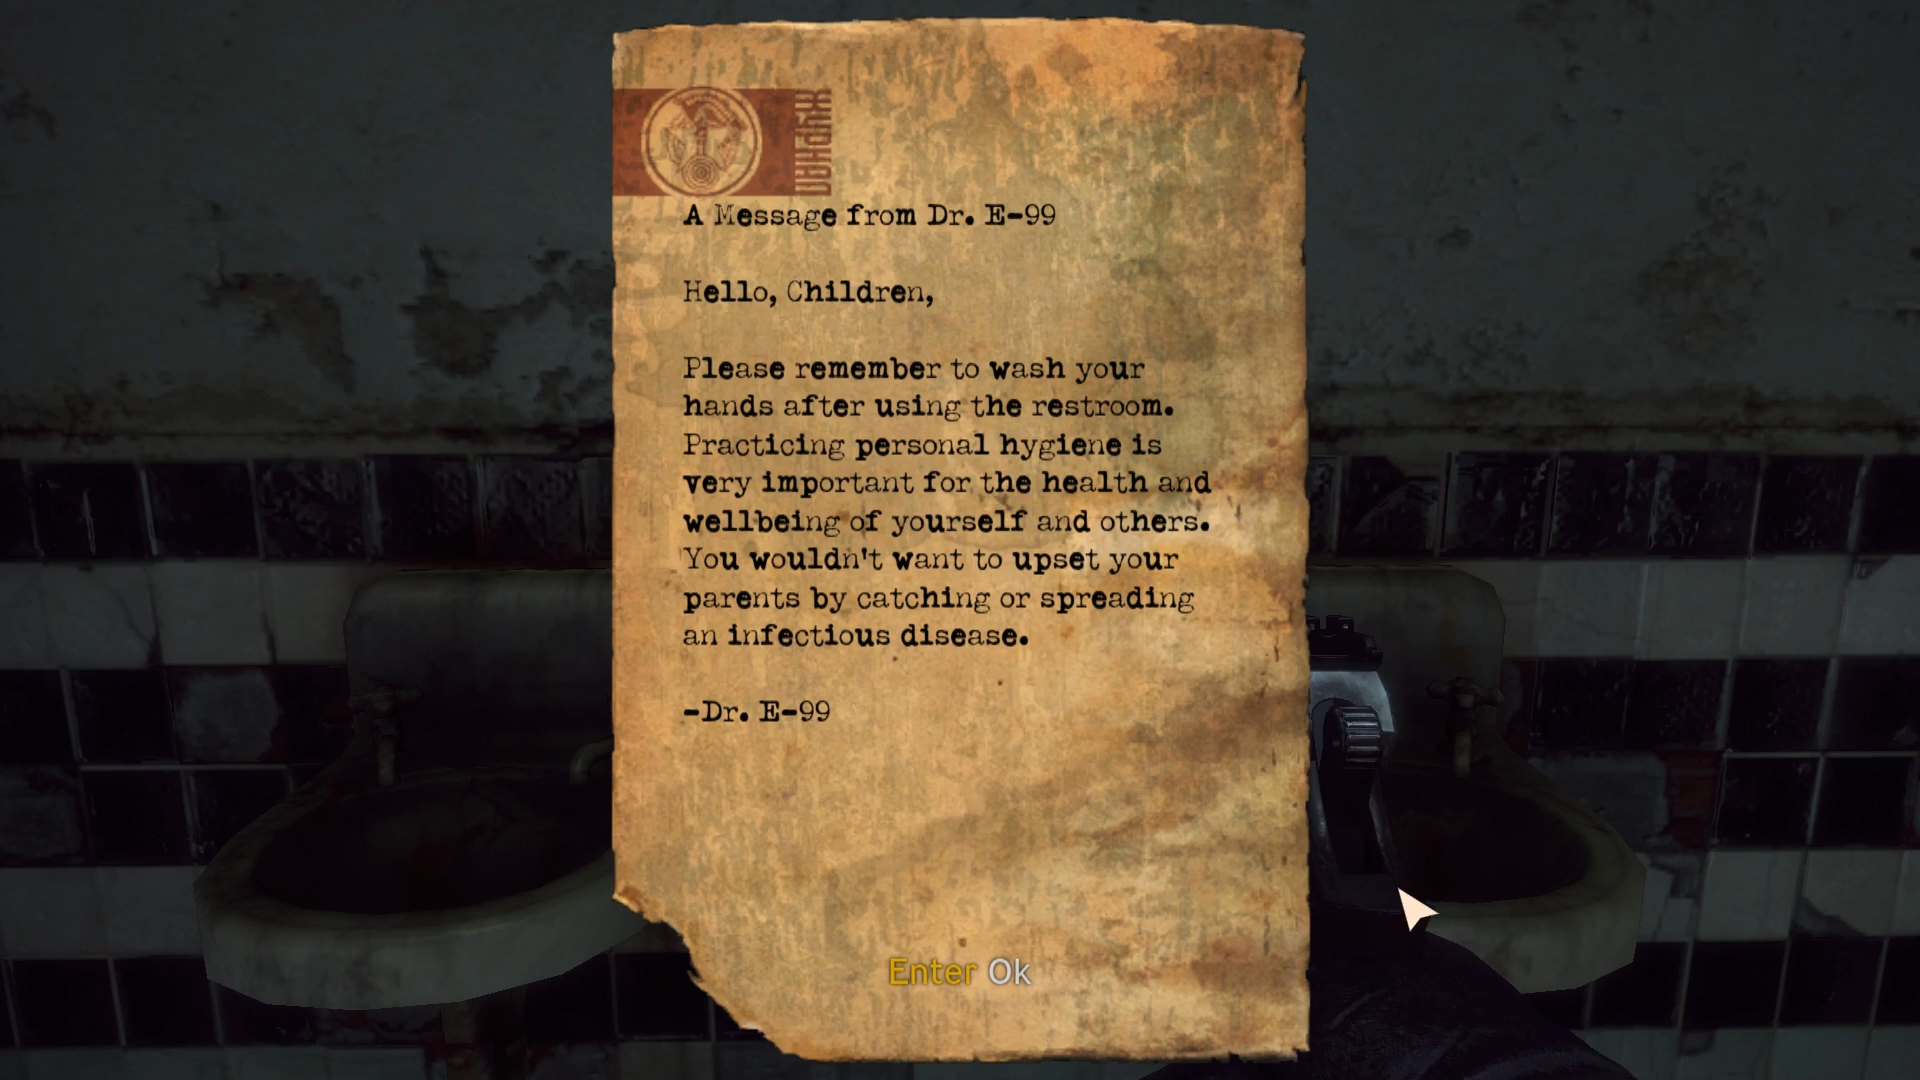 журнал
A Message from Dr. E-99
Hello, Children,
Please remember to wash your
hands after using the restroom.
Practicing personal hygiene is
very important for the health and
wellbeing of yourself and others.
You wouldn't want to upset your
parents by catching or spreading
an infectious disease.
-Dr. E-99
Enter Ok